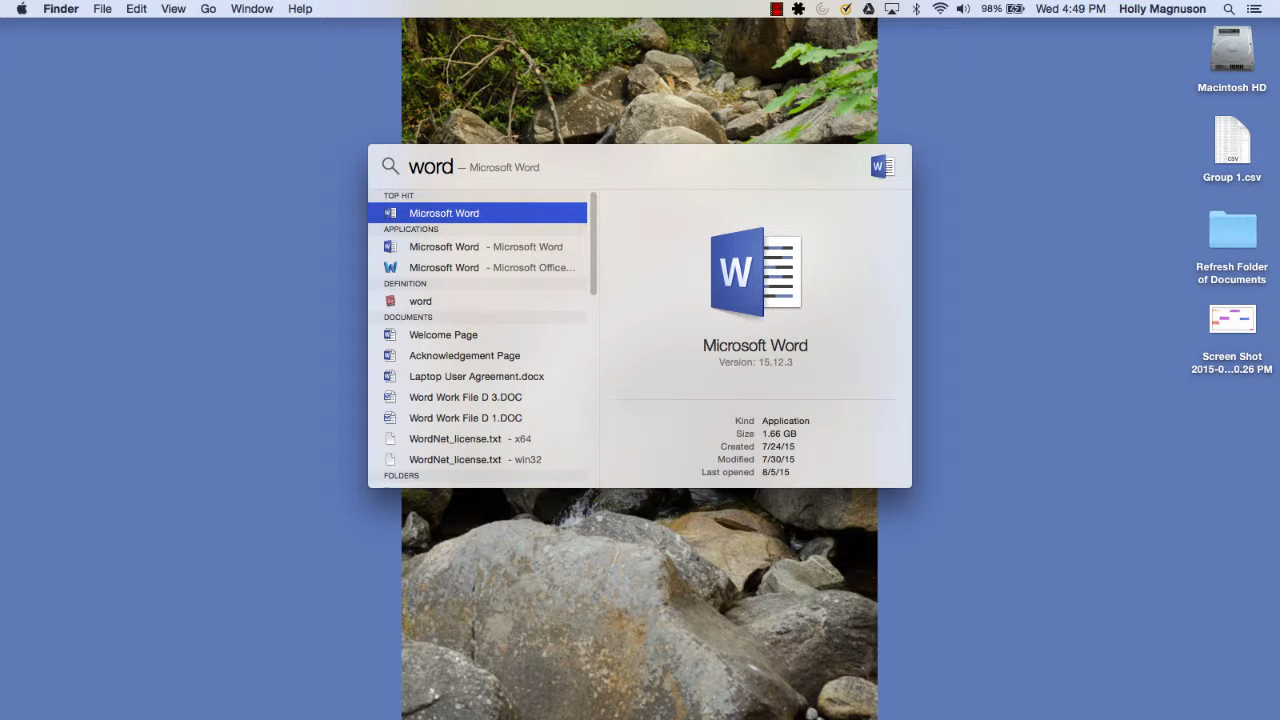 Finder File Edit View Go Window Help 98% Wed 4:49 PM Holly Magnuson
Macintosh HD
CSV
Group 1.csv
Refresh Folder
of Documents
Screen Shot
2015-0...0.26 PM
word — Microsoft Word
TOP HIT
Microsoft Word
APPLICATIONS
Microsoft Word - Microsoft Word
Microsoft Word - Microsoft Office...
DEFINITION
word
DOCUMENTS
Welcome Page
Acknowledgement Page
Laptop User Agreement.docx
Word Work File D 3.DOC
Word Work File D 1.DOC
WordNet_license.txt - x64
WordNet_license.txt - win32
FOLDERS
W
Microsoft Word
Version: 15.12.3
Kind Application
Size 1.66 GB
Created 7/24/15
Modified 7/30/15
Last opened 8/5/15